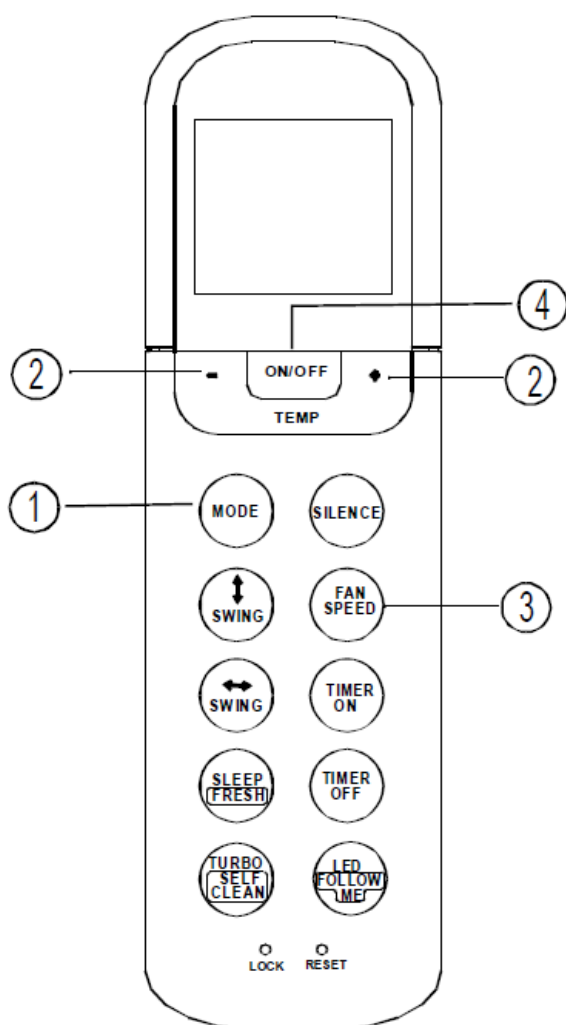 4
2
-
ON/OFF
+
2
TEMP
1
MODE
SILENCE
SWING
FAN
SPEED
3
SWING
TIMER
ON
SLEEP
FRESH
TIMER
OFF
TURBO
SELF
CLEAN
LED
FOLLOW
ME
LOCK
RESET